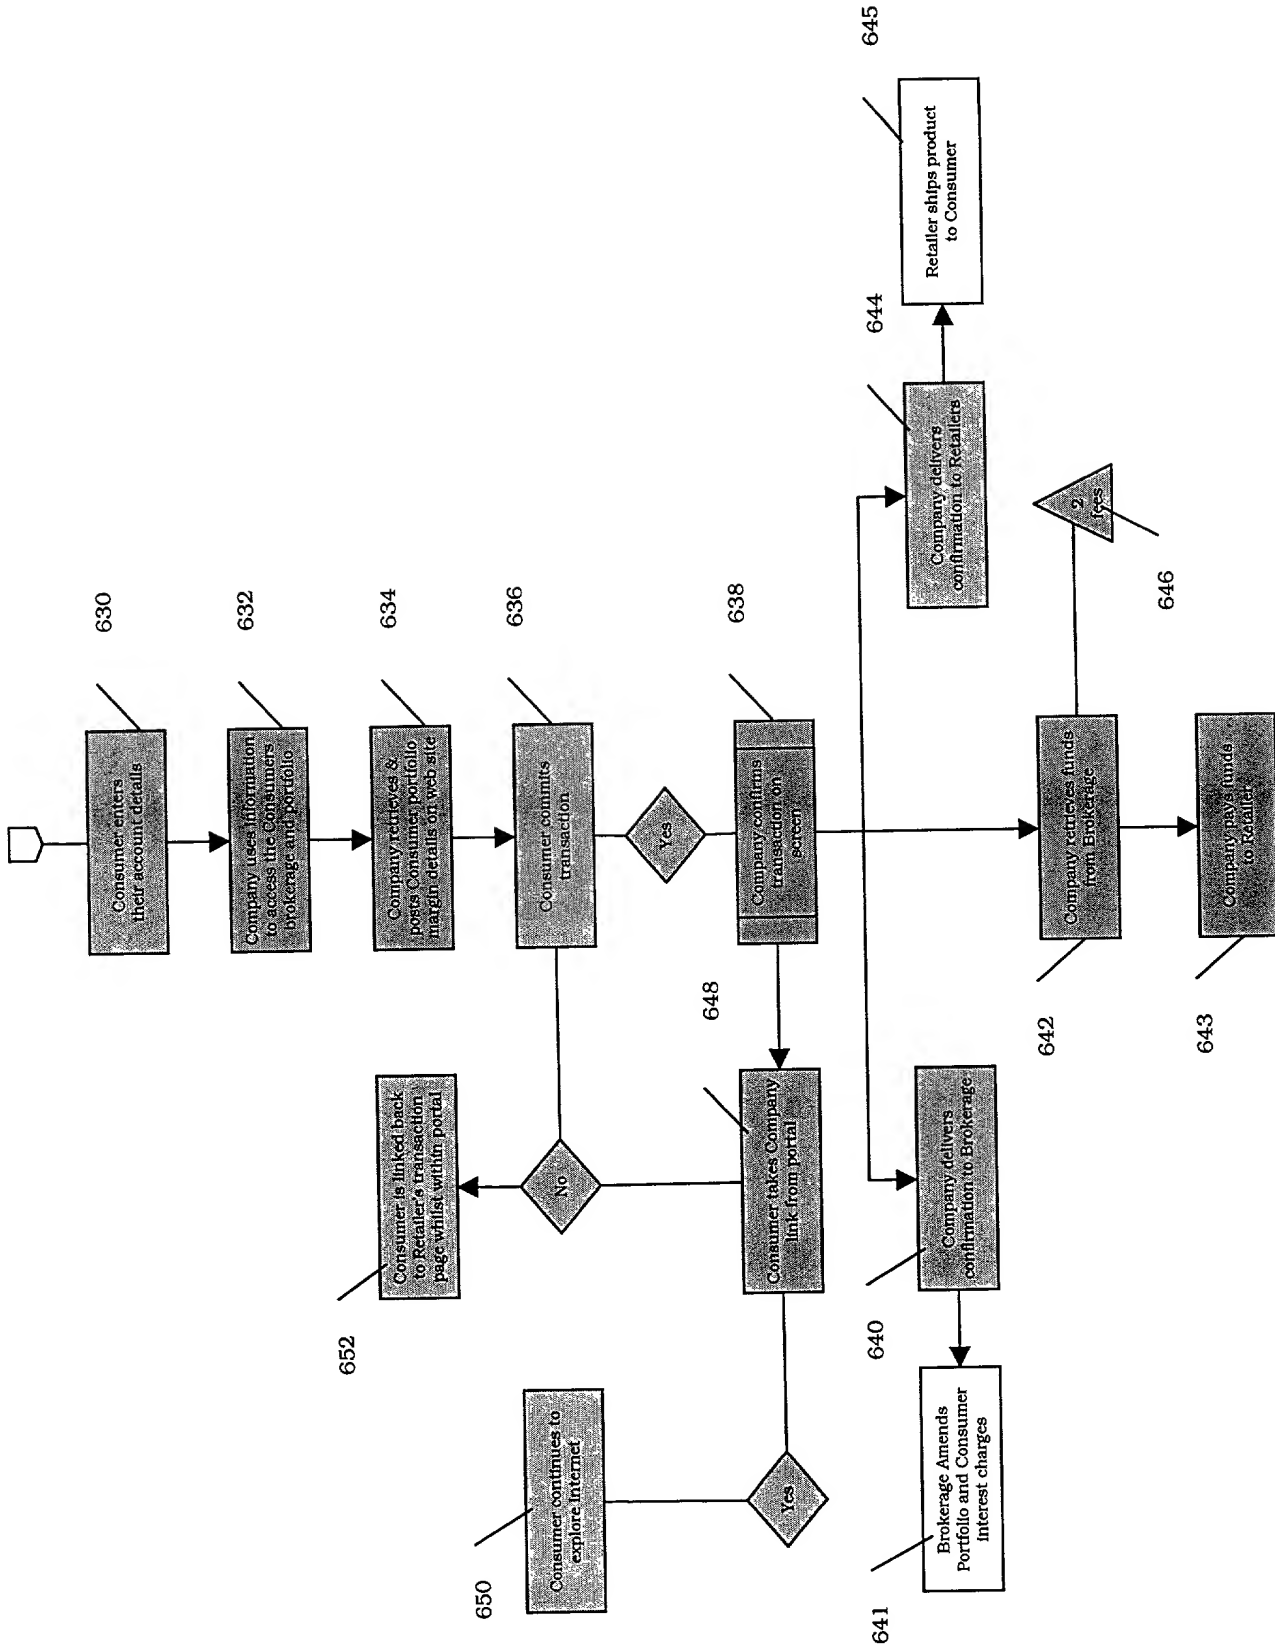 630
Consumer enters
their account details
632
Company uses information
to access the Consumers
brokerage and portfolio
634
Company retrieves &
posts Consumer portfolio
margin details on web site
636
Consumer commits
transaction
Yes
638
Company confirms
transaction on
screen
No
652
Consumer is linked back
to Retailer's transaction
page whilst within portal
648
Consumer takes Company
link from portal
Yes
650
Consumer continues to
explore Internet
640
Company delivers
confirmation to Brokerage
641
Brokerage Amends
Portfolio and Consumer
interest charges
642
Company retrieves funds
from Brokerage
643
Company pays funds
to Retailers
2
fees
646
644
Company delivers
confirmation to Retailers
645
Retailer ships product
to Consumer